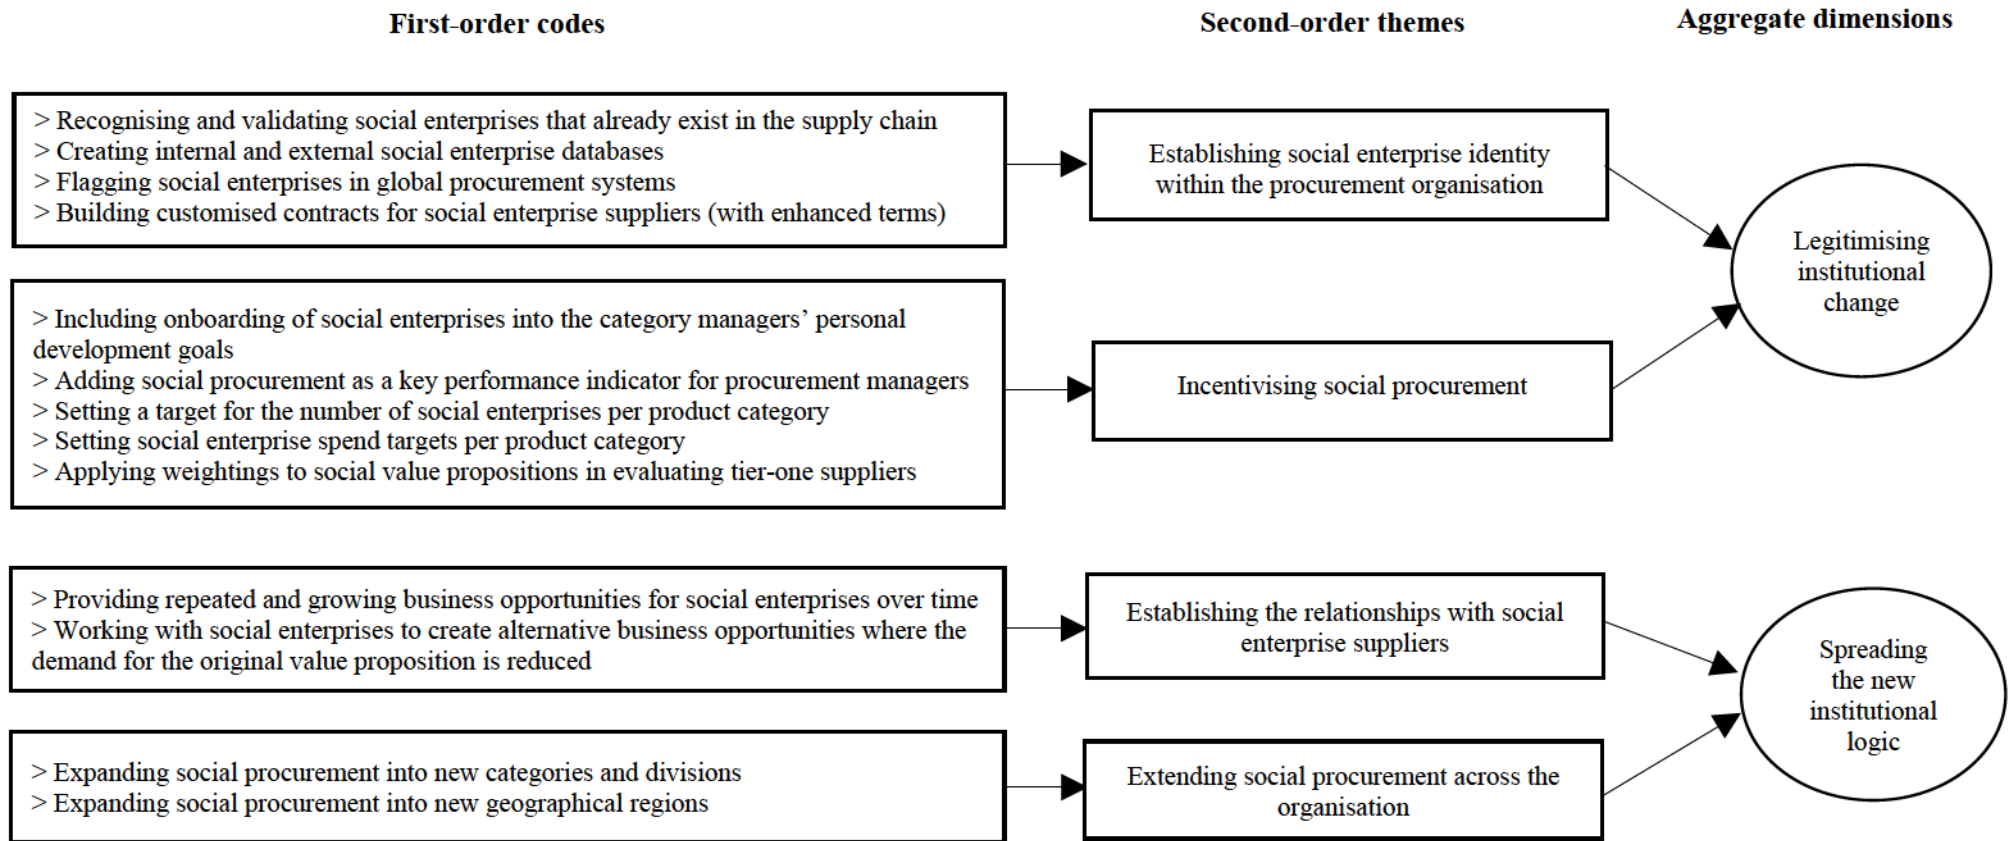 First-order codes
Second-order themes
Aggregate dimensions
> Recognising and validating social enterprises that already exist in the supply chain
> Creating internal and external social enterprise databases
> Flagging social enterprises in global procurement systems
> Building customised contracts for social enterprise suppliers (with enhanced terms)
Establishing social enterprise identity
within the procurement organisation
Legitimising
institutional
change
> Including onboarding of social enterprises into the category managers’ personal
development goals
> Adding social procurement as a key performance indicator for procurement managers
> Setting a target for the number of social enterprises per product category
> Setting social enterprise spend targets per product category
> Applying weightings to social value propositions in evaluating tier-one suppliers
Incentivising social procurement
> Providing repeated and growing business opportunities for social enterprises over time
> Working with social enterprises to create alternative business opportunities where the
demand for the original value proposition is reduced
Establishing the relationships with social
enterprise suppliers
Spreading
the new
institutional
logic
> Expanding social procurement into new categories and divisions
> Expanding social procurement into new geographical regions
Extending social procurement across the
organisation